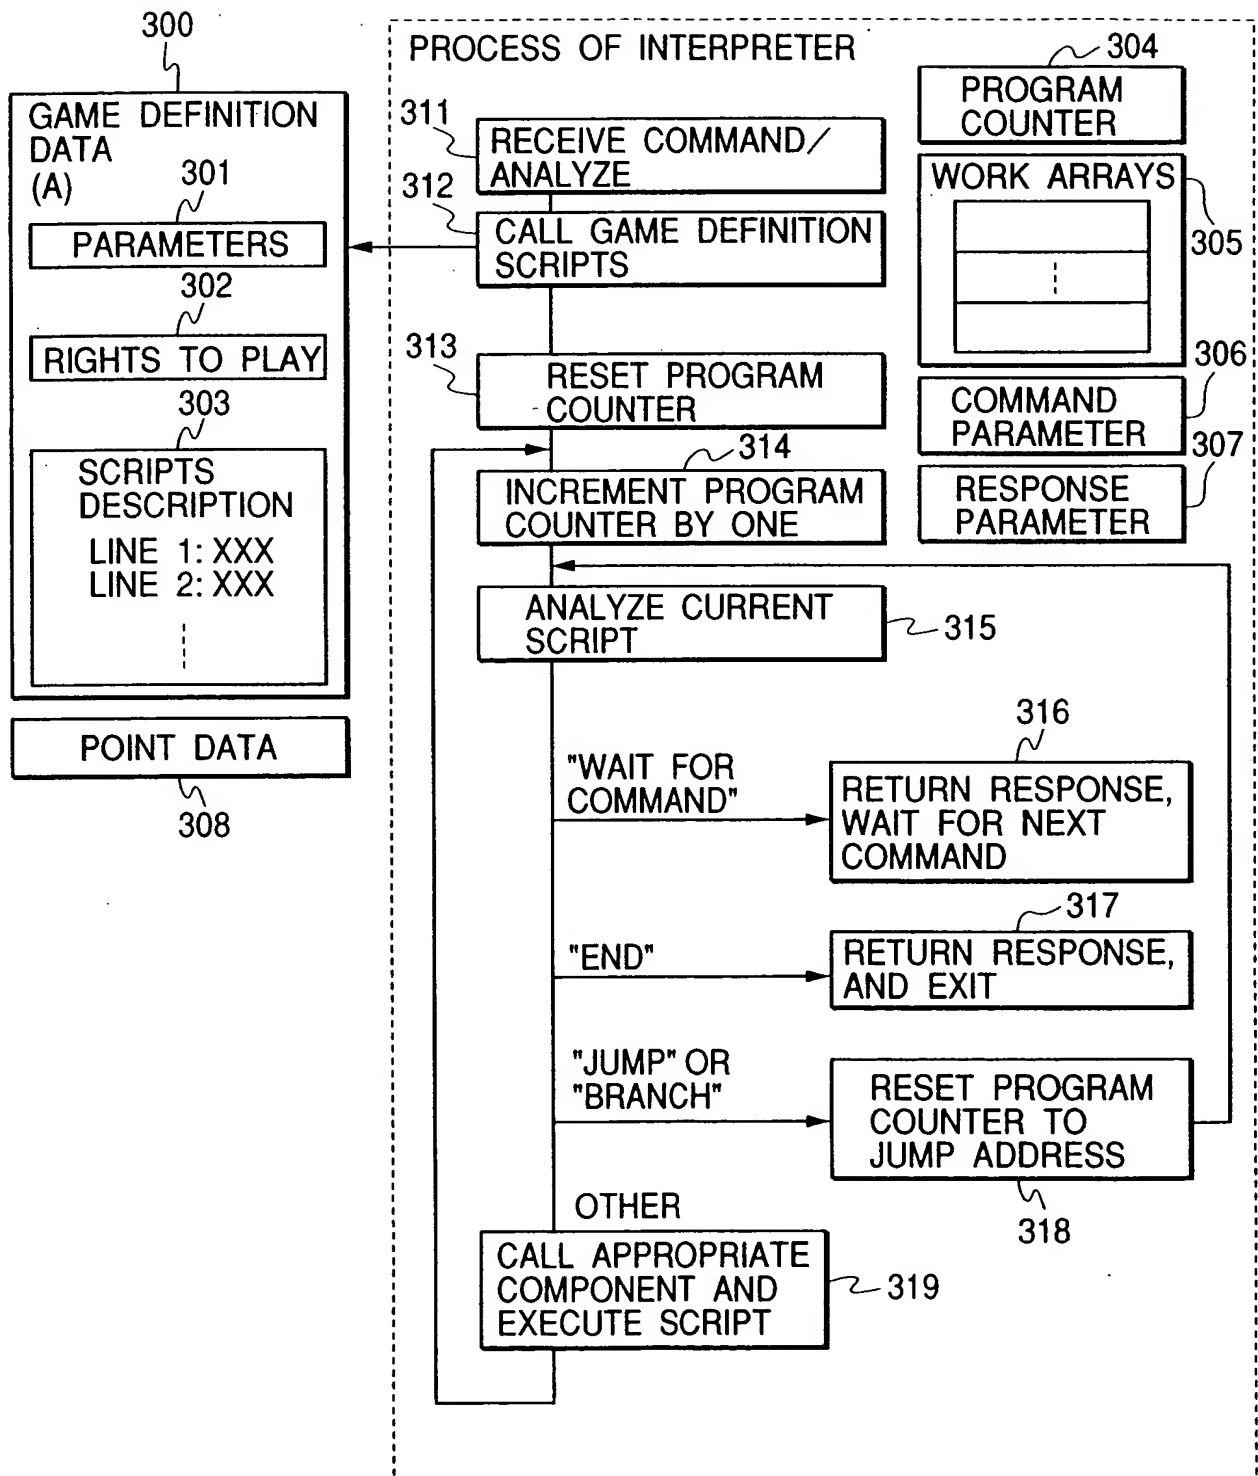 300
GAME DEFINITION
DATA
(A)
301
PARAMETERS
302
RIGHTS TO PLAY
303
SCRIPTS
DESCRIPTION
LINE 1: XXX
LINE 2: XXX
POINT DATA
308
PROCESS OF INTERPRETER
311
RECEIVE COMMAND/
ANALYZE
312
CALL GAME DEFINITION
SCRIPTS
313
RESET PROGRAM
COUNTER
314
INCREMENT PROGRAM
COUNTER BY ONE
ANALYZE CURRENT
SCRIPT
315
304
PROGRAM
COUNTER
WORK ARRAYS
305
306
COMMAND
PARAMETER
307
RESPONSE
PARAMETER
"WAIT FOR
COMMAND"
316
RETURN RESPONSE,
WAIT FOR NEXT
COMMAND
"END"
317
RETURN RESPONSE,
AND EXIT
"JUMP" OR
"BRANCH"
RESET PROGRAM
COUNTER TO
JUMP ADDRESS
318
OTHER
CALL APPROPRIATE
COMPONENT AND
EXECUTE SCRIPT
319